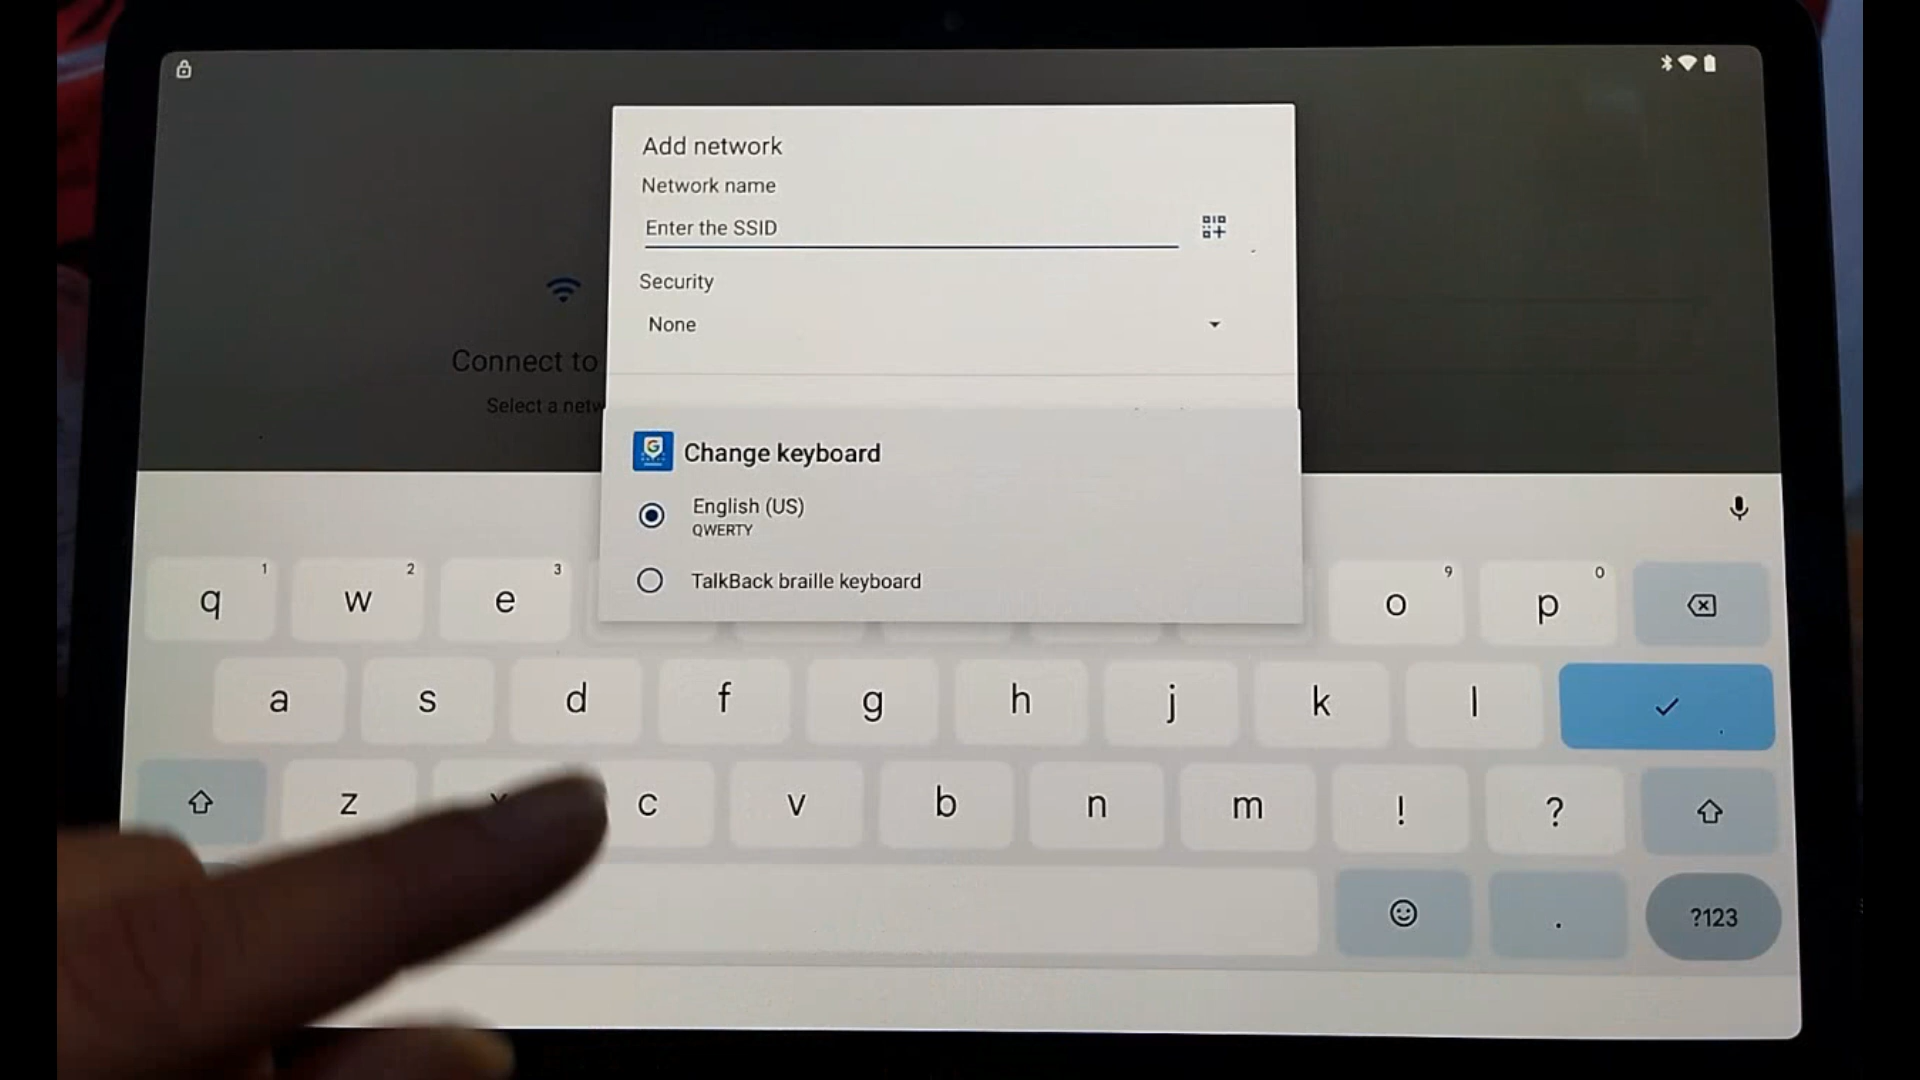 Add network
Network name
Enter the SSID
Security
None
Connect to
Select a netw
Change keyboard
English (US)
QWERTY
TalkBack braille keyboard
1 2 3 9 0
q w e o p
a s d f g h j k l
z x c v b n m ! ?
. ?123